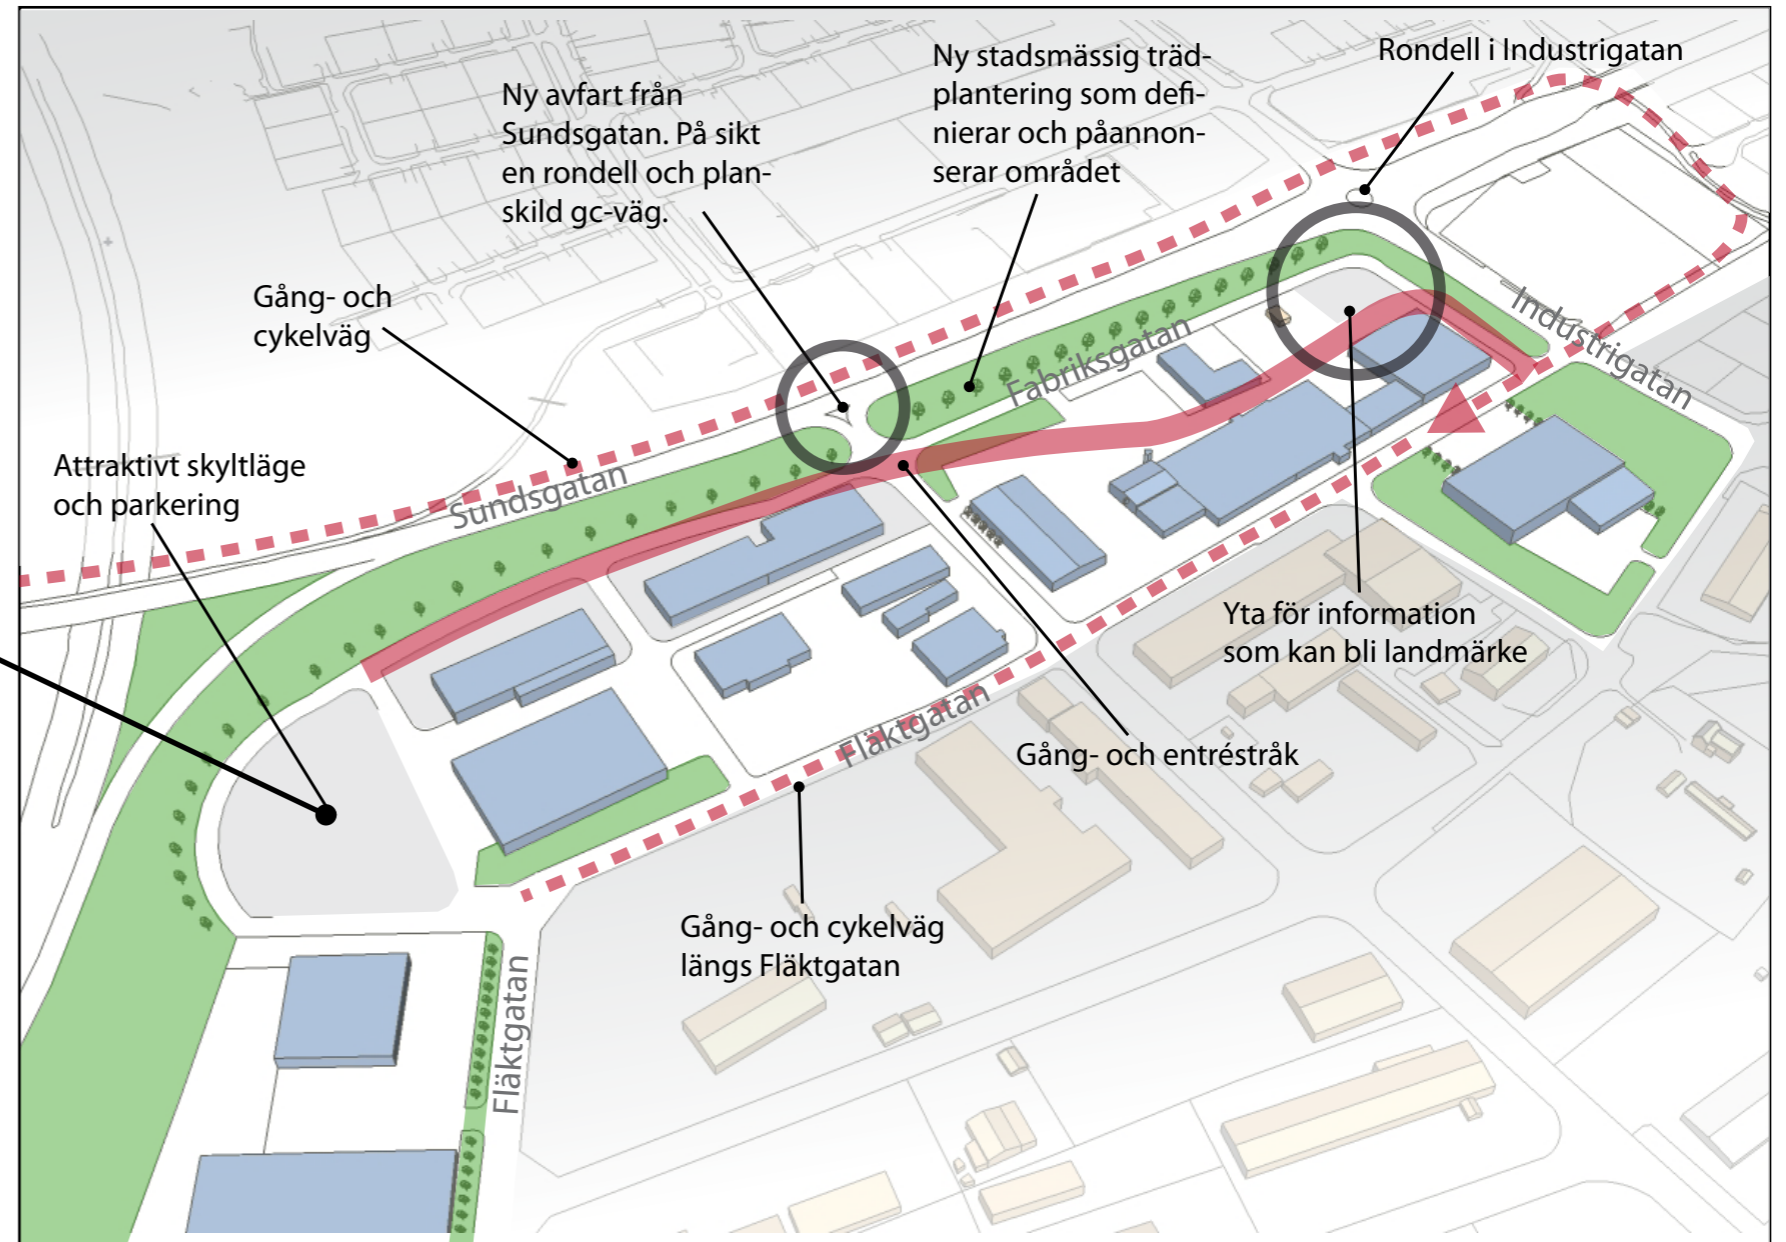 Ny avfart från
Sundsgatan. På sikt
en rondell och plan-
skild gc-väg.
Ny stadsmässig träd-
plantering som defi-
nierar och påannon-
serar området
Rondell i Industrigatan
Gång- och
cykelväg
Attraktivt skyltläge
och parkering
Sundsgatan
Fabriksgatan
Industrigatan
Yta för information
som kan bli landmärke
Gång- och entréstråk
Fläktgatan
Gång- och cykelväg
längs Fläktgatan
Fläktgatan